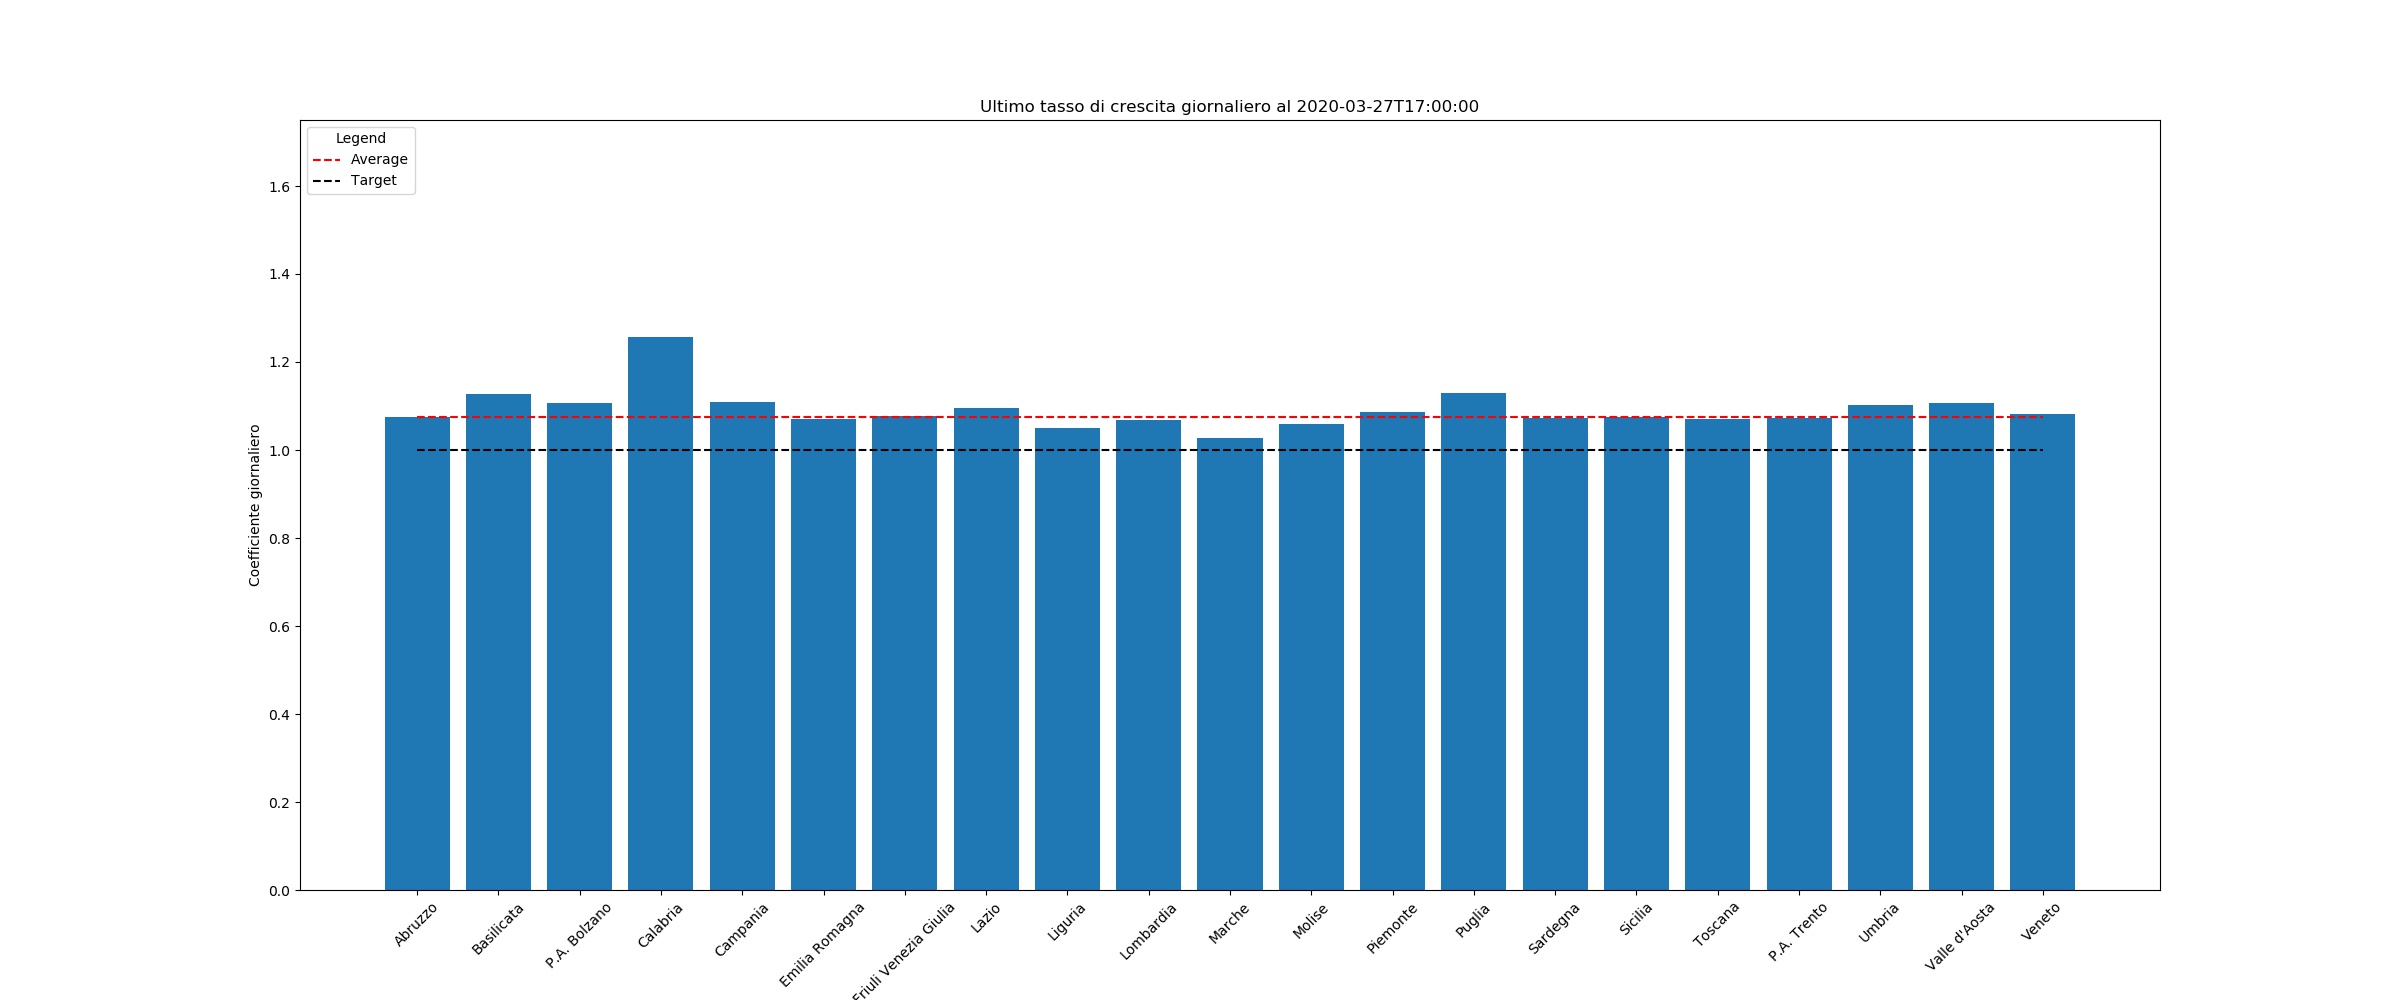 Ultimo tasso di crescita giornaliero al 2020-03-27T17:00:00
Legend
Average
Target
1.6
1.4
1.2
1.0
0.8
0.6
0.4
0.2
0.0
Coefficiente giornaliero
Abruzzo
Basilicata
P.A. Bolzano
Calabria
Campania
Emilia Romagna
Friuli Venezia Giulia
Lazio
Liguria
Lombardia
Marche
Molise
Piemonte
Puglia
Sardegna
Sicilia
Toscana
P.A. Trento
Umbria
Valle d'Aosta
Veneto